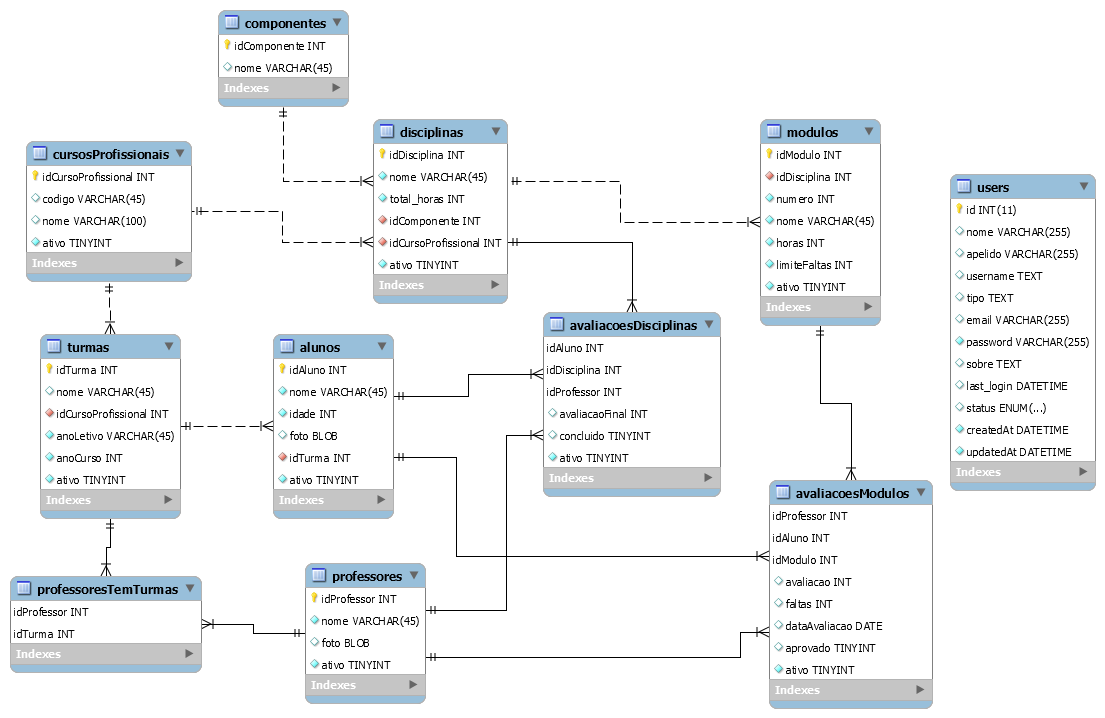 componentes
idComponente INT
nome VARCHAR(45)
Indexes
disciplinas
idDisciplina INT
nome VARCHAR(45)
total_horas INT
idComponente INT
idCursoProfissional INT
ativo TINYINT
Indexes
modulos
idModulo INT
idDisciplina INT
numero INT
nome VARCHAR(45)
horas INT
limiteFaltas INT
ativo TINYINT
Indexes
cursosProfissionais
idCursoProfissional INT
codigo VARCHAR(45)
nome VARCHAR(100)
ativo TINYINT
Indexes
users
id INT(11)
nome VARCHAR(255)
apelido VARCHAR(255)
username TEXT
tipo TEXT
email VARCHAR(255)
password VARCHAR(255)
sobre TEXT
last_login DATETIME
status ENUM(...)
createdAt DATETIME
updatedAt DATETIME
Indexes
turmas
idTurma INT
nome VARCHAR(45)
idCursoProfissional INT
anoLetivo VARCHAR(45)
anoCurso INT
ativo TINYINT
Indexes
alunos
idAluno INT
nome VARCHAR(45)
idade INT
foto BLOB
idTurma INT
ativo TINYINT
Indexes
avaliacoesDisciplinas
idAluno INT
idDisciplina INT
idProfessor INT
avaliacaoFinal INT
concluido TINYINT
ativo TINYINT
Indexes
avaliacoesModulos
idProfessor INT
idAluno INT
idModulo INT
avaliacao INT
faltas INT
dataAvaliacao DATE
aprovado TINYINT
ativo TINYINT
Indexes
professoresTemTurmas
idProfessor INT
idTurma INT
Indexes
professores
idProfessor INT
nome VARCHAR(45)
foto BLOB
ativo TINYINT
Indexes